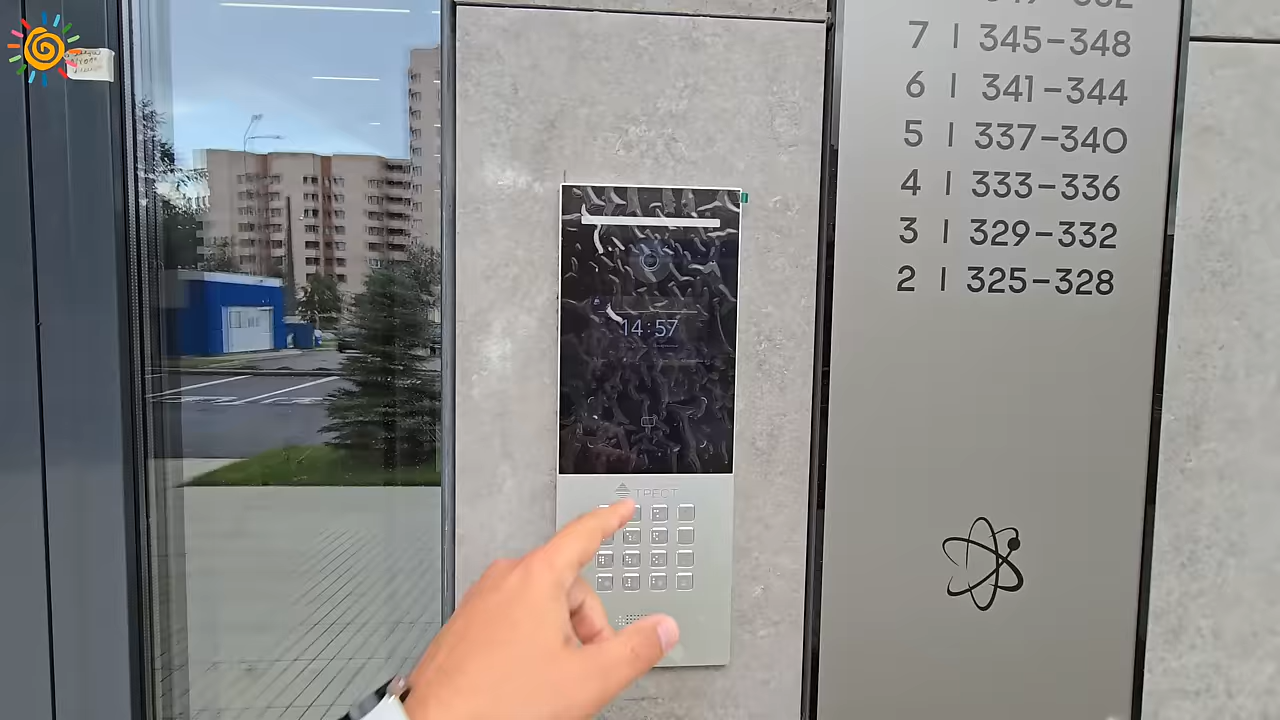 7 | 345-348
6 | 341-344
5 | 337-340
4 | 333-336
3 | 329-332
2 | 325-328
14:57
ТРЕСТ